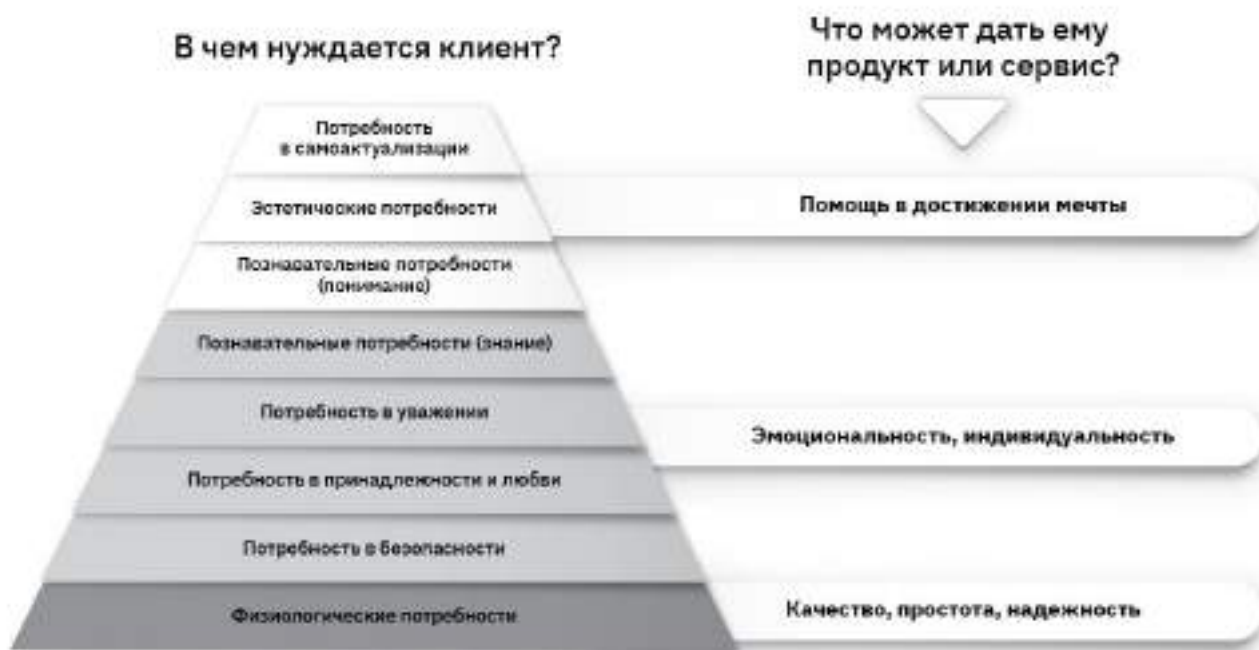 В чем нуждается клиент?
Что может дать ему
продукт или сервис?
Потребность
в самоактуализации
Эстетические потребности
Помощь в достижении мечты
Познавательные потребности
(понимание)
Познавательные потребности (знание)
Потребность в уважении
Эмоциональность, индивидуальность
Потребность в принадлежности и любви
Потребность в безопасности
Физиологические потребности
Качество, простота, надежность